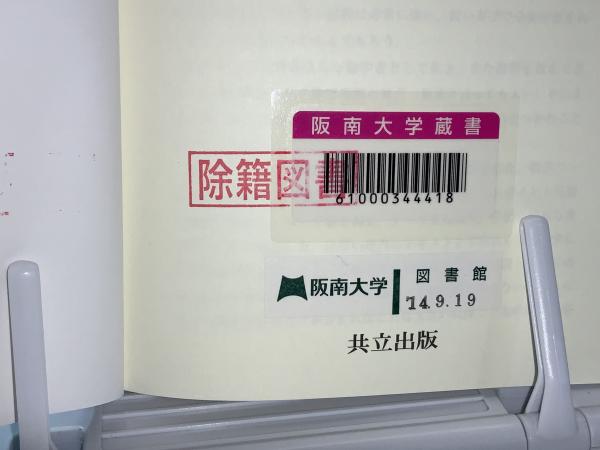 阪南大学蔵書
除籍図書
61000344418
阪南大学 図書館
'14.9.19
共立出版